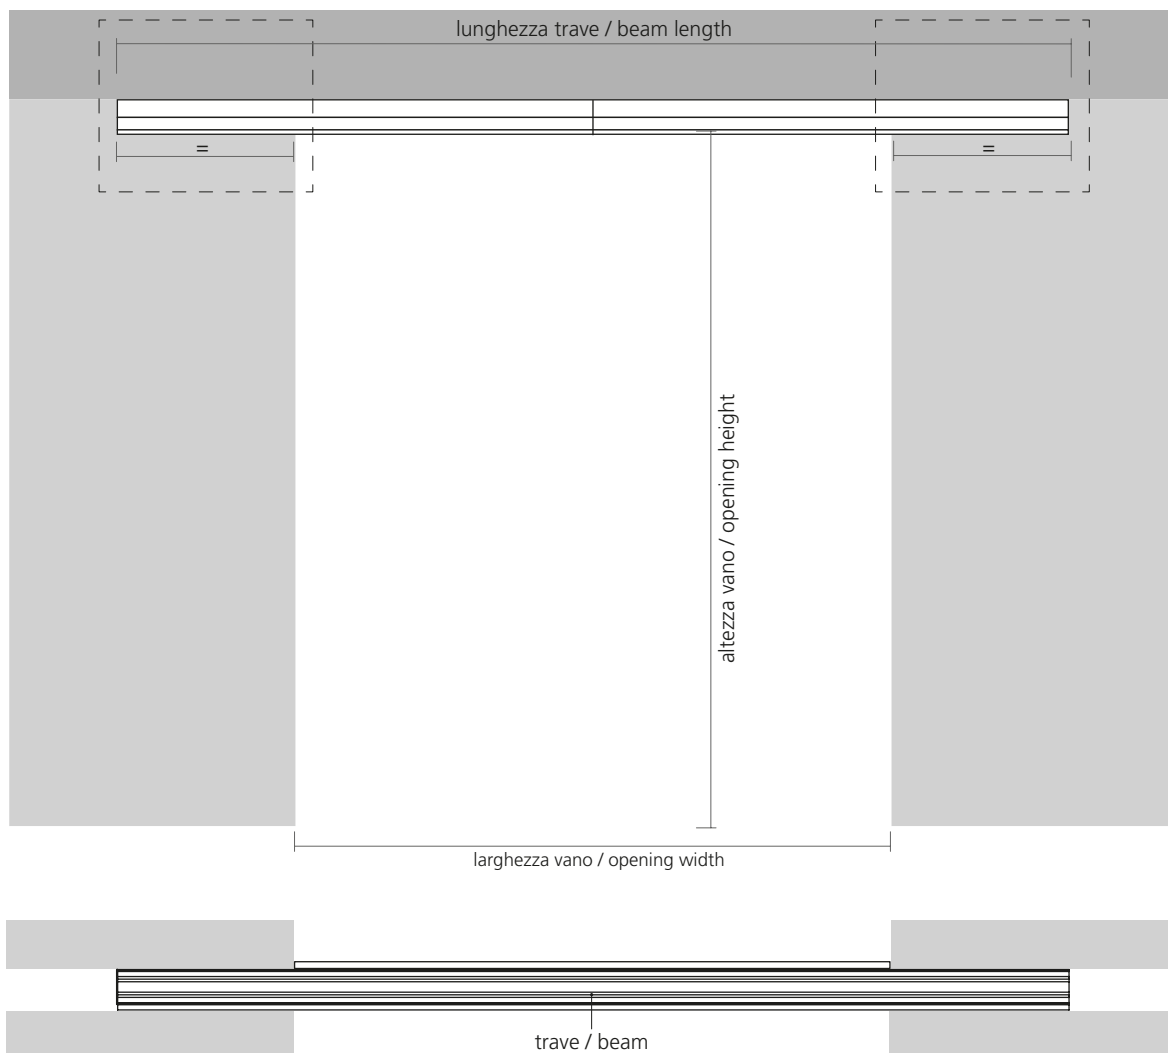 lunghezza trave / beam length
=
=
altezza vano / opening height
larghezza vano / opening width
trave / beam